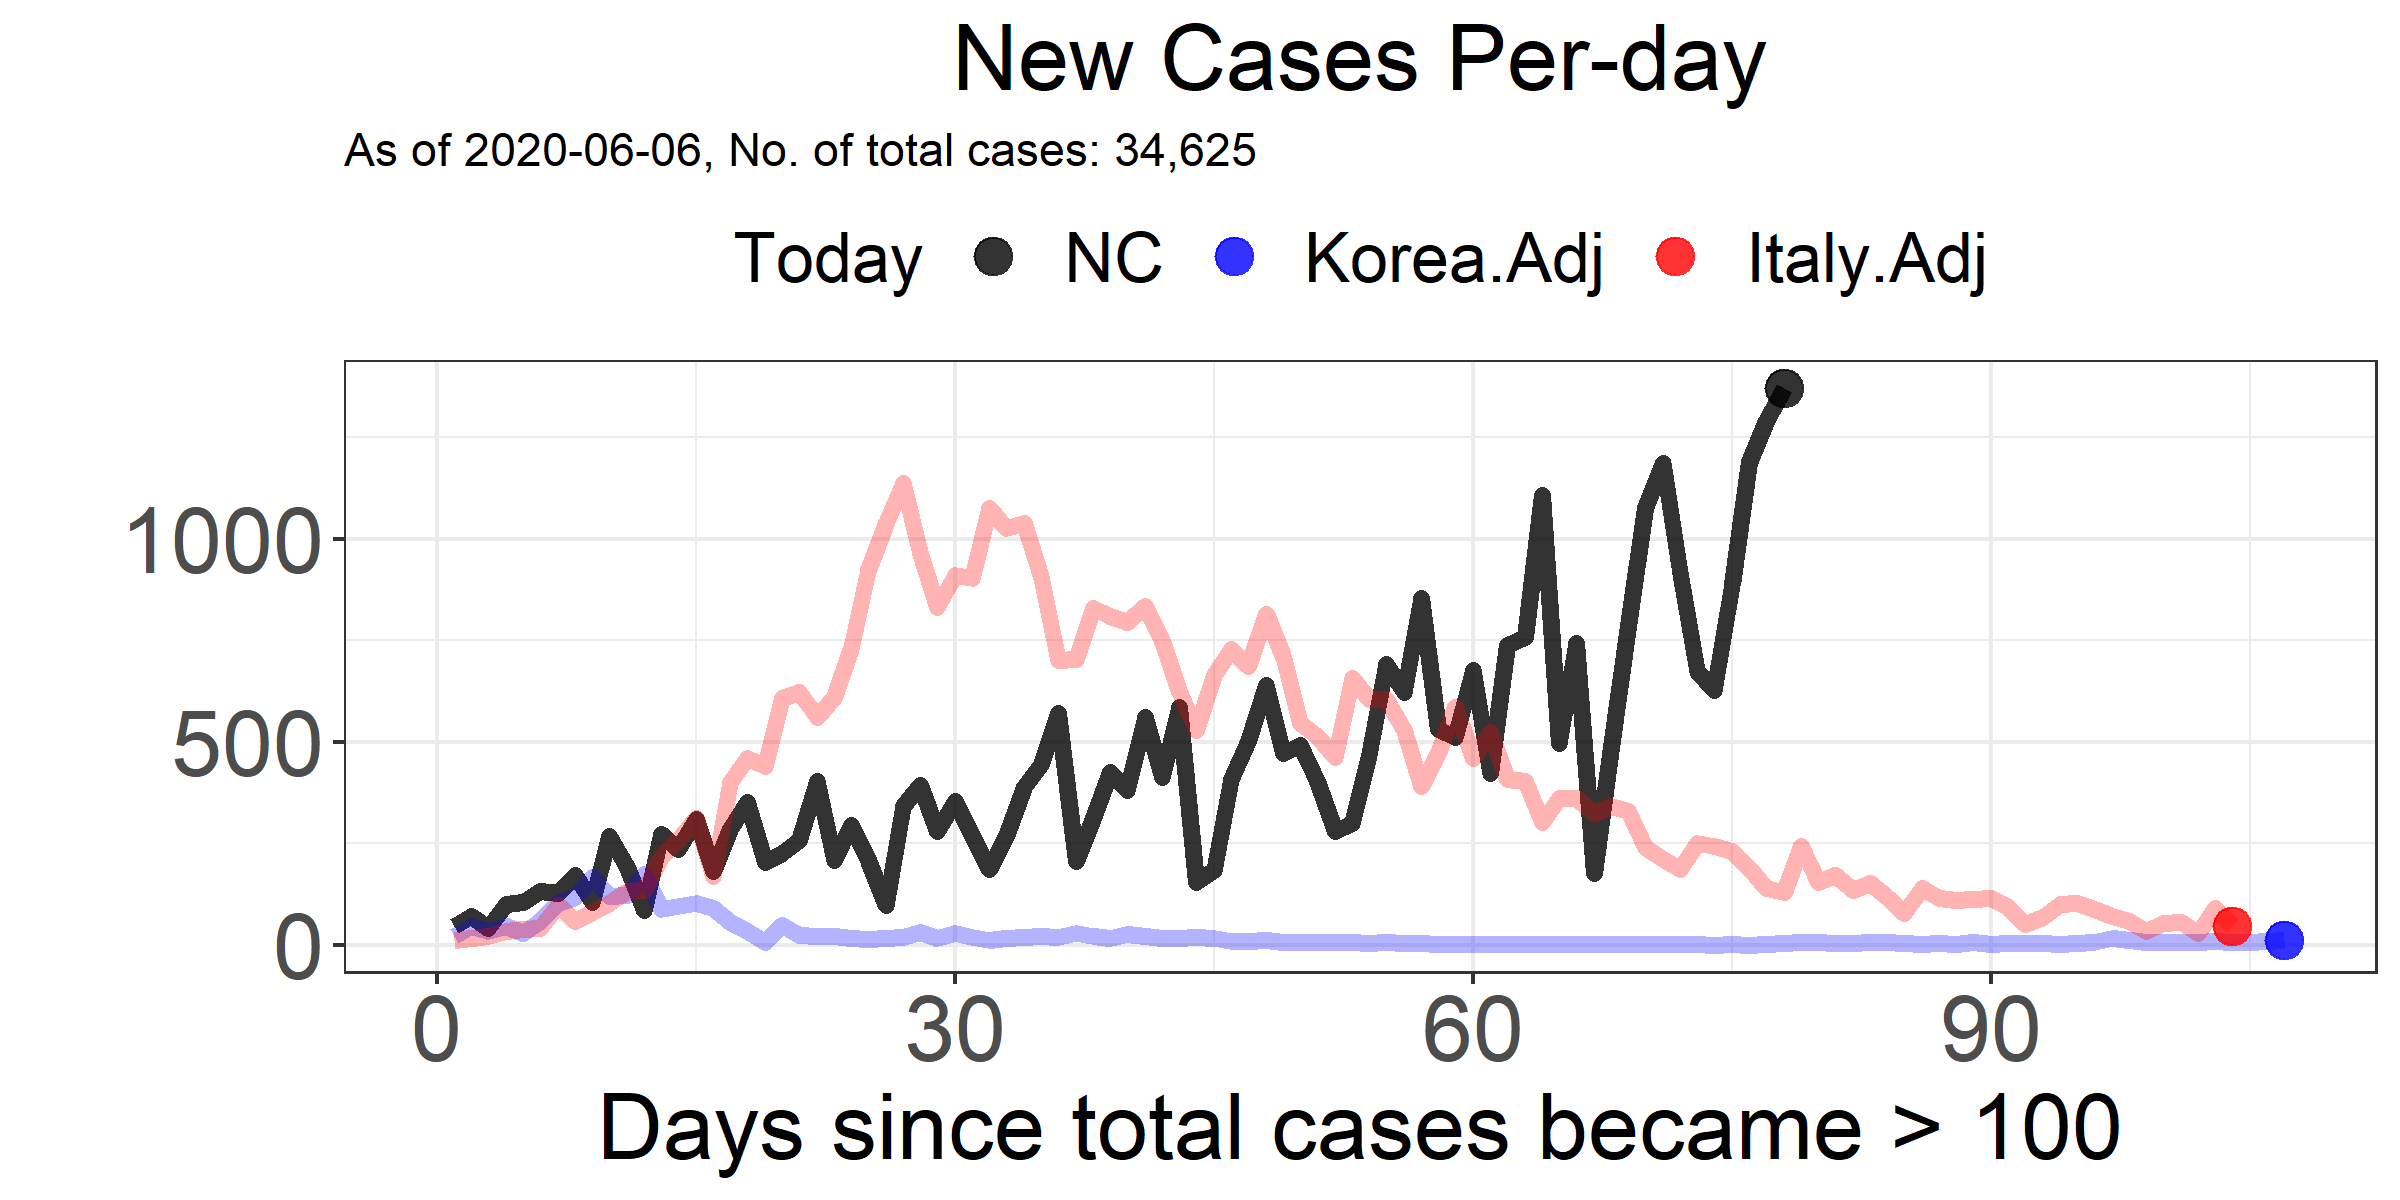 New Cases Per-day
As of 2020-06-06, No. of total cases: 34,625
Today NC Korea.Adj Italy.Adj
1000
500
0
0 30 60 90
Days since total cases became > 100